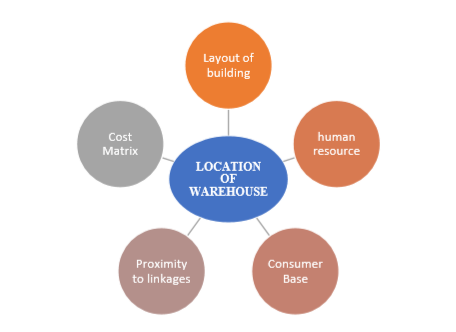 Layout of
building
human
resource
Consumer
Base
Proximity
to linkages
Cost
Matrix
LOCATION
OF
WAREHOUSE